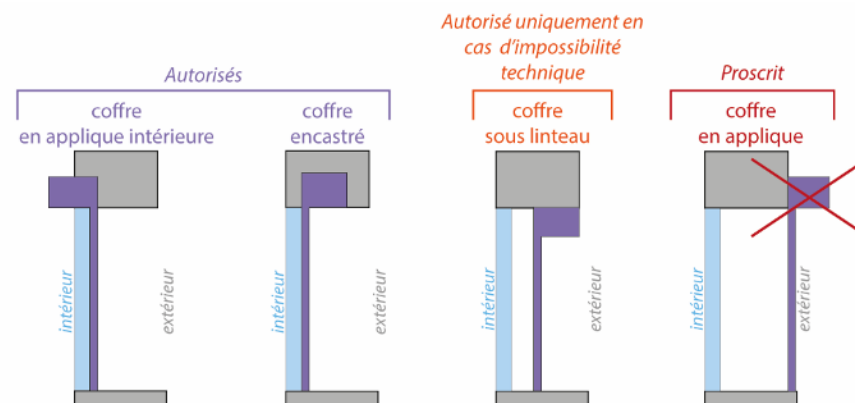 Autorisés
coffre
en applique intérieure
coffre
encastré
Autorisé uniquement en
cas d'impossibilité
technique
coffre
sous linteau
Proscrit
coffre
en applique
intérieur
extérieur
intérieur
extérieur
intérieur
extérieur
intérieur
extérieur